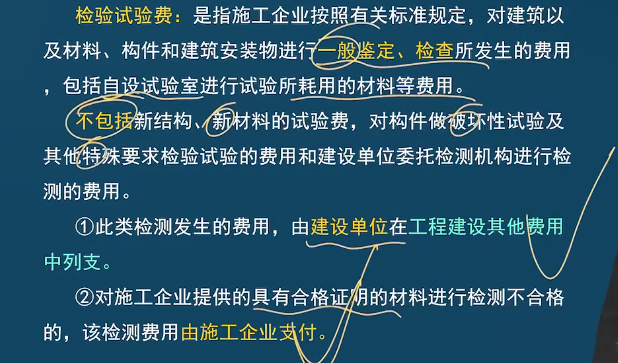 检验试验费：是指施工企业按照有关标准规定，对建筑以
及材料、构件和建筑安装物进行一般鉴定、检查所发生的费用
，包括自设试验室进行试验所耗用的材料等费用。
不包括新结构、新材料的试验费，对构件做破坏性试验及
其他特殊要求检验试验的费用和建设单位委托检测机构进行检
测的费用。
①此类检测发生的费用，由建设单位在工程建设其他费用
中列支。
②对施工企业提供的具有合格证明的材料进行检测不合格
的，该检测费用由施工企业支付。